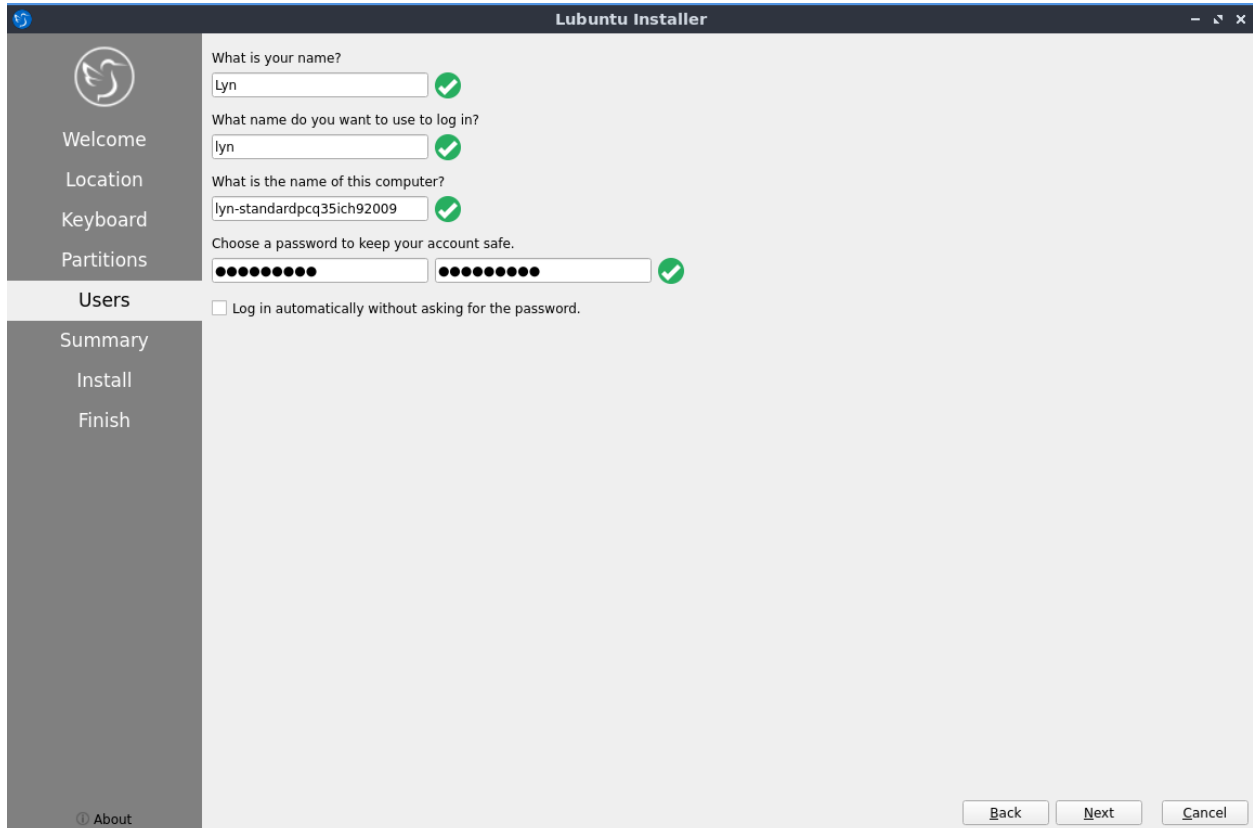 Lubuntu Installer
Welcome
Location
Keyboard
Partitions
Users
Summary
Install
Finish
About
What is your name?
Lyn
What name do you want to use to log in?
lyn
What is the name of this computer?
lyn-standardpcq35ich92009
Choose a password to keep your account safe.
●●●●●●●●● ●●●●●●●●●
Log in automatically without asking for the password.
Back Next Cancel